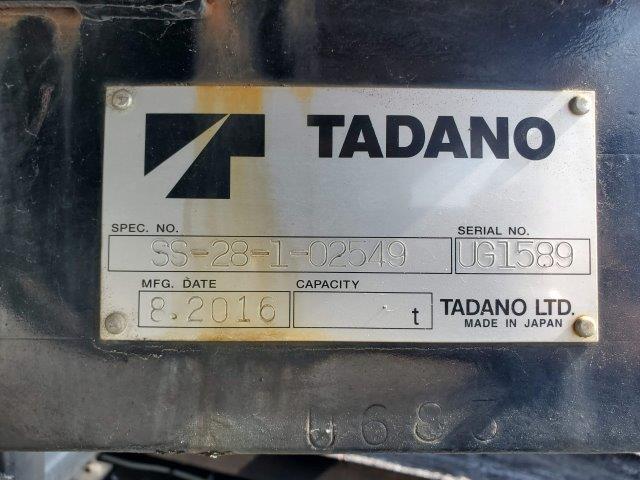 TADANO
SPEC. NO. SERIAL NO.
SS-28-1-02549 UG1589
MFG. DATE CAPACITY
8.2016 t TADANO LTD.
MADE IN JAPAN
U683